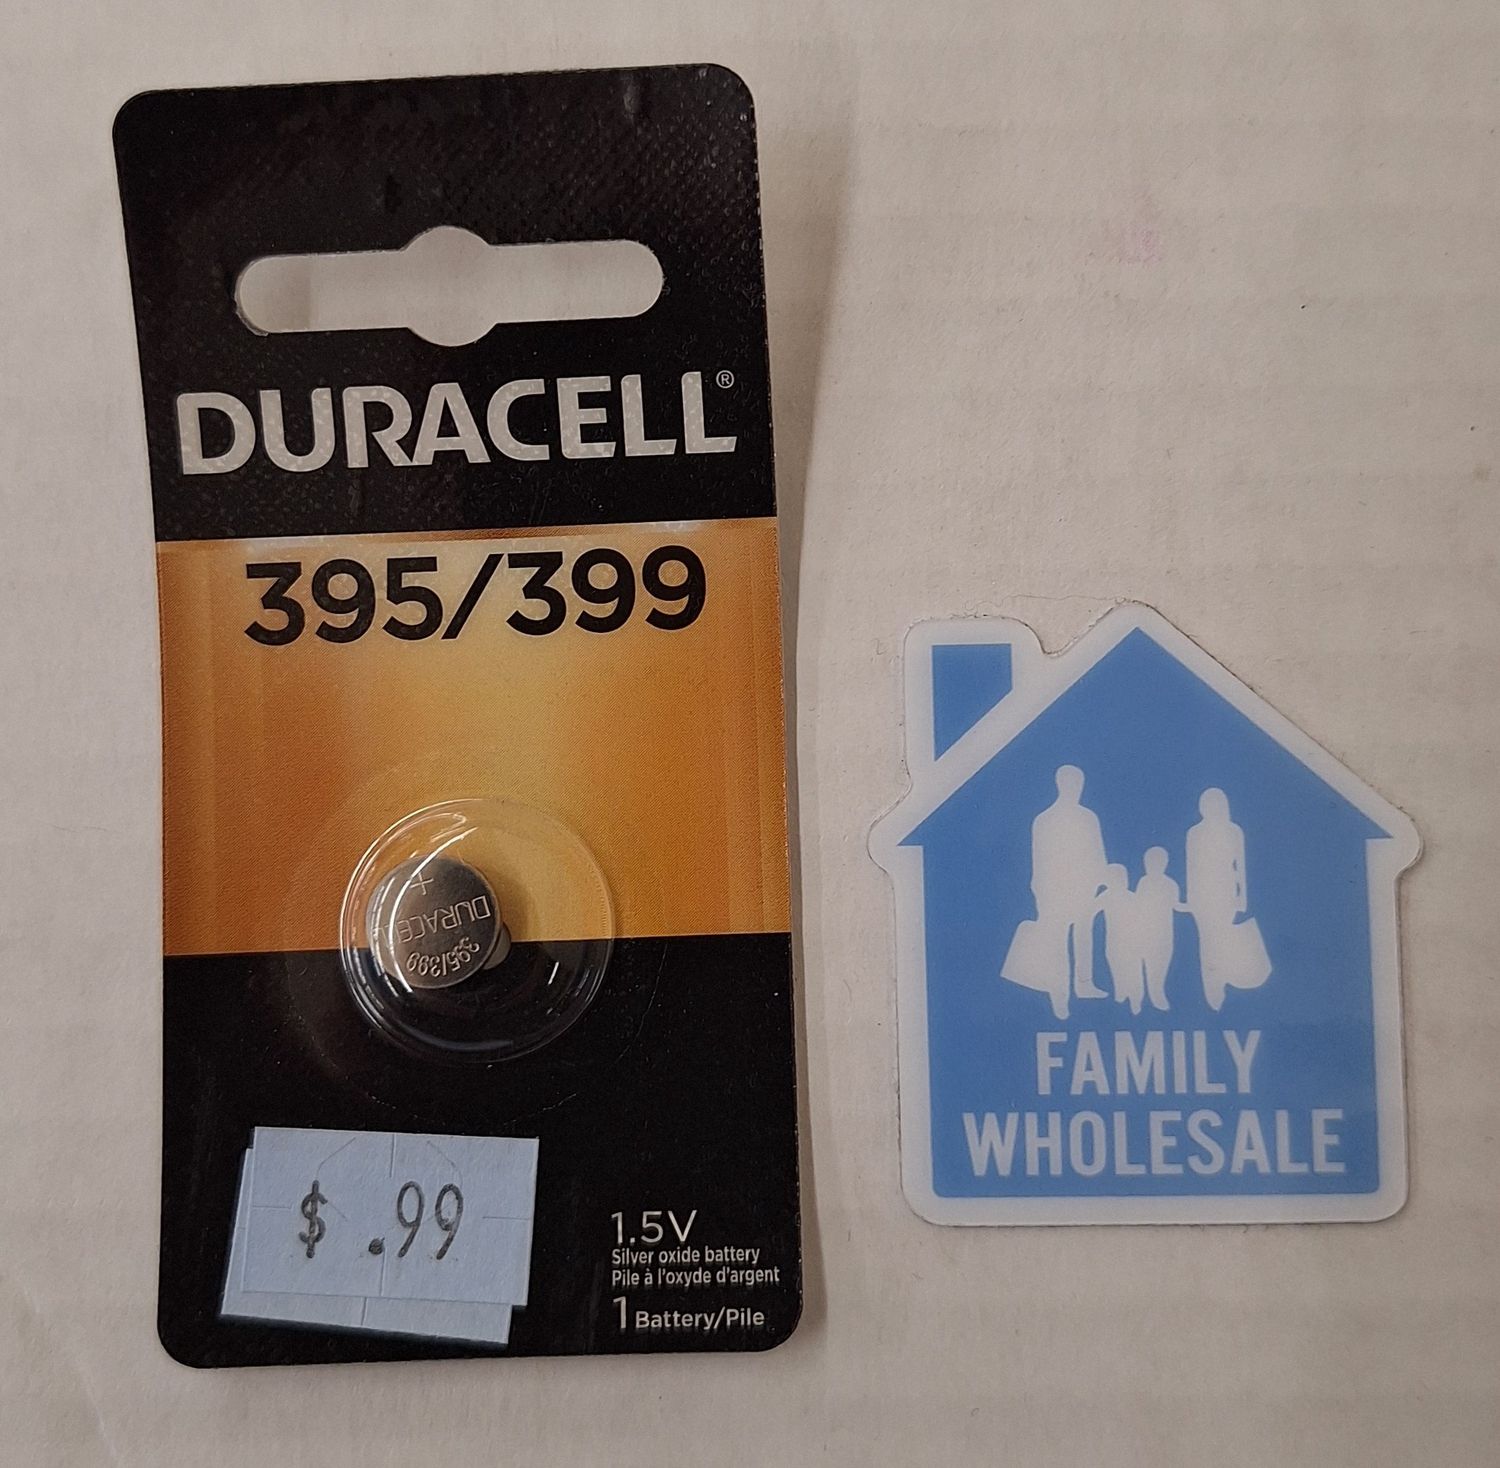 DURACELL®
395/399
+
DURACELL
395/399
$ .99
1.5V
Silver oxide battery
Pile à l'oxyde d'argent
1 Battery/Pile
FAMILY
WHOLESALE